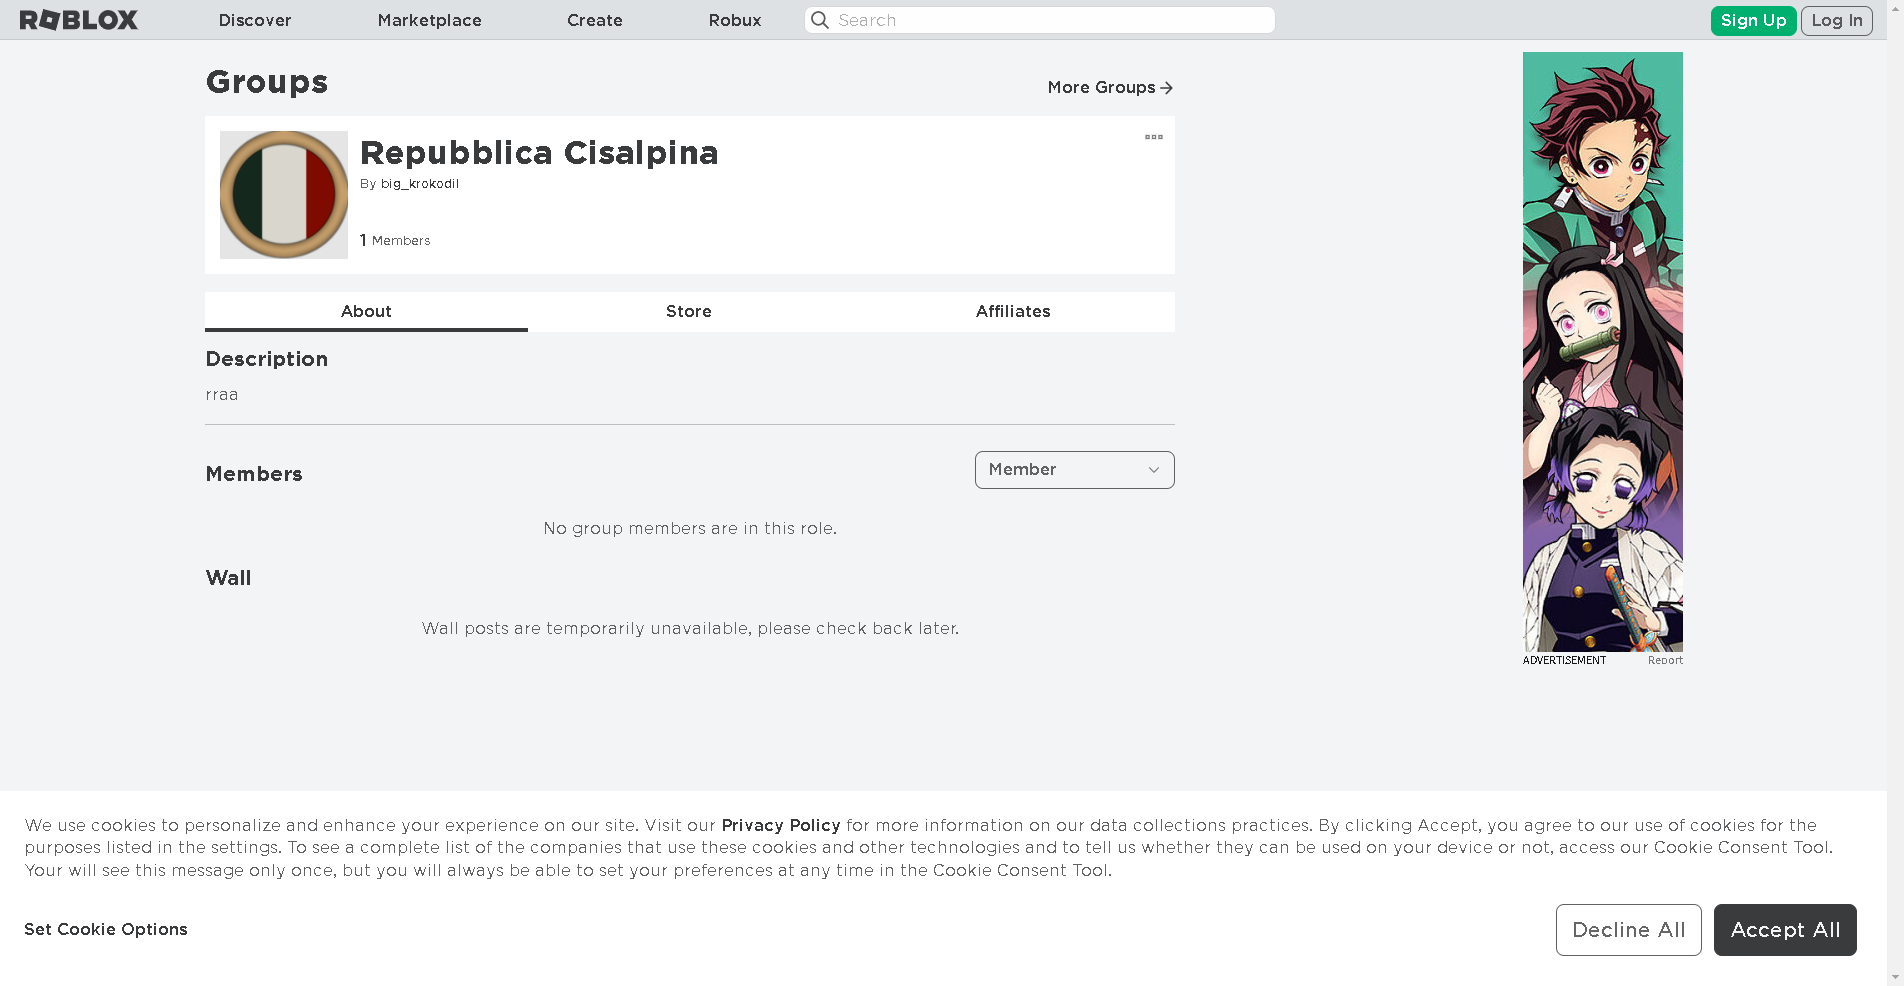 ROBLOX Discover Marketplace Create Robux Search Sign Up Log In
Groups
More Groups
Repubblica Cisalpina
By big_krokodil
1 Members
About Store Affiliates
Description
rraa
Members
Member
No group members are in this role.
Wall
Wall posts are temporarily unavailable, please check back later.
ADVERTISEMENT Report
We use cookies to personalize and enhance your experience on our site. Visit our Privacy Policy for more information on our data collections practices. By clicking Accept, you agree to our use of cookies for the
purposes listed in the settings. To see a complete list of the companies that use these cookies and other technologies and to tell us whether they can be used on your device or not, access our Cookie Consent Tool.
Your will see this message only once, but you will always be able to set your preferences at any time in the Cookie Consent Tool.
Set Cookie Options
Decline All Accept All